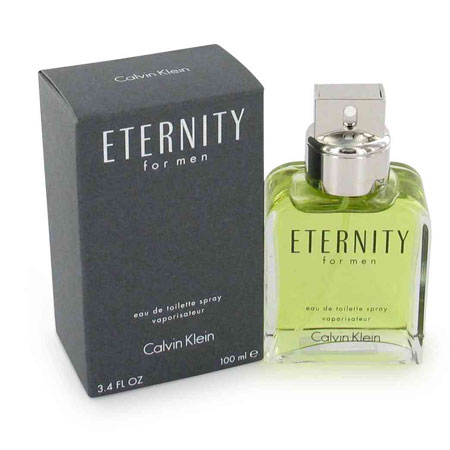 Calvin Klein
ETERNITY
for men
eau de toilette spray
vaporisateur
Calvin Klein
3.4 FL OZ
100 ml ℮
ETERNITY
for men
eau de toilette spray
vaporisateur
Calvin Klein